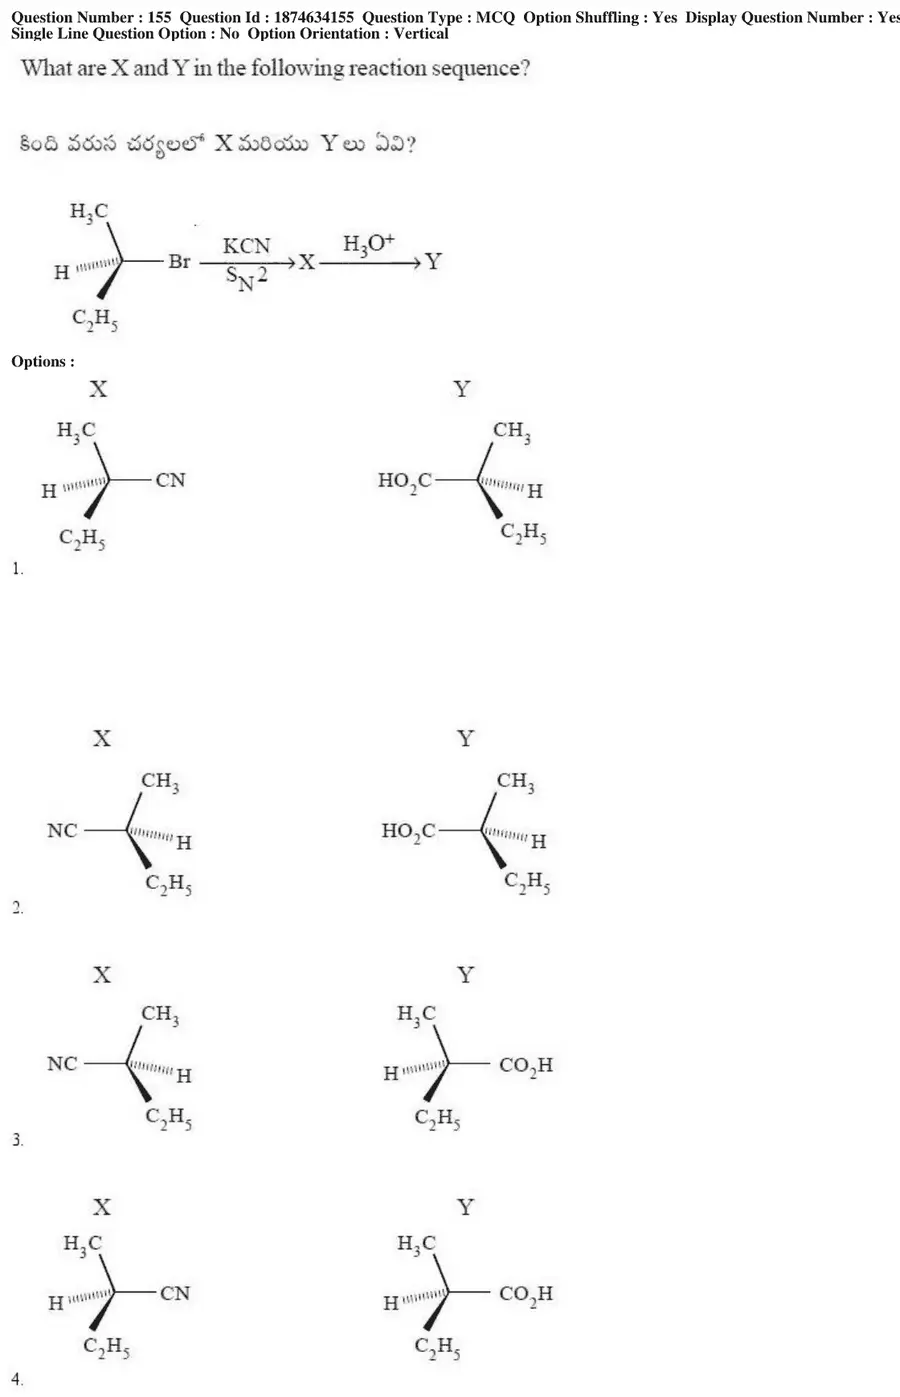 Question Number : 155 Question Id : 1874634155 Question Type : MCQ Option Shuffling : Yes Display Question Number : Yes
Single Line Question Option : No Option Orientation : Vertical
What are X and Y in the following reaction sequence?
కింది వరుస చర్యలలో X మరియు Y లు ఏవి?
H₃C
H Br KCN Sₙ2 X H₃O⁺ Y
C₂H₅
Options :
X Y
H₃C CH₃
H CN HO₂C H
C₂H₅ C₂H₅
1.
X Y
CH₃ CH₃
NC H HO₂C H
C₂H₅ C₂H₅
2.
X Y
CH₃ H₃C
NC H H CO₂H
C₂H₅ C₂H₅
3.
X Y
H₃C H₃C
H CN H CO₂H
C₂H₅ C₂H₅
4.